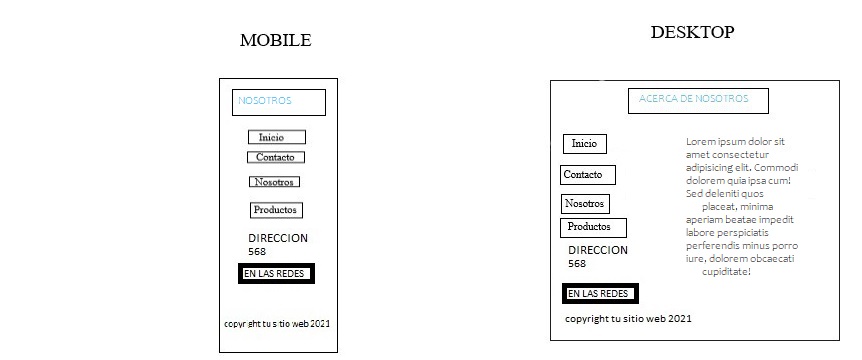 MOBILE
NOSOTROS
Inicio
Contacto
Nosotros
Productos
DIRECCION
568
EN LAS REDES
copyright tu sitio web 2021
DESKTOP
ACERCA DE NOSOTROS
Inicio
Contacto
Nosotros
Productos
DIRECCION
568
EN LAS REDES
copyright tu sitio web 2021
Lorem ipsum dolor sit
amet consectetur
adipisicing elit. Commodi
dolorem quia ipsa cum!
Sed deleniti quos
placeat, minima
aperiam beatae impedit
labore perspiciatis
perferendis minus porro
iure, dolorem obcaecati
cupiditate!